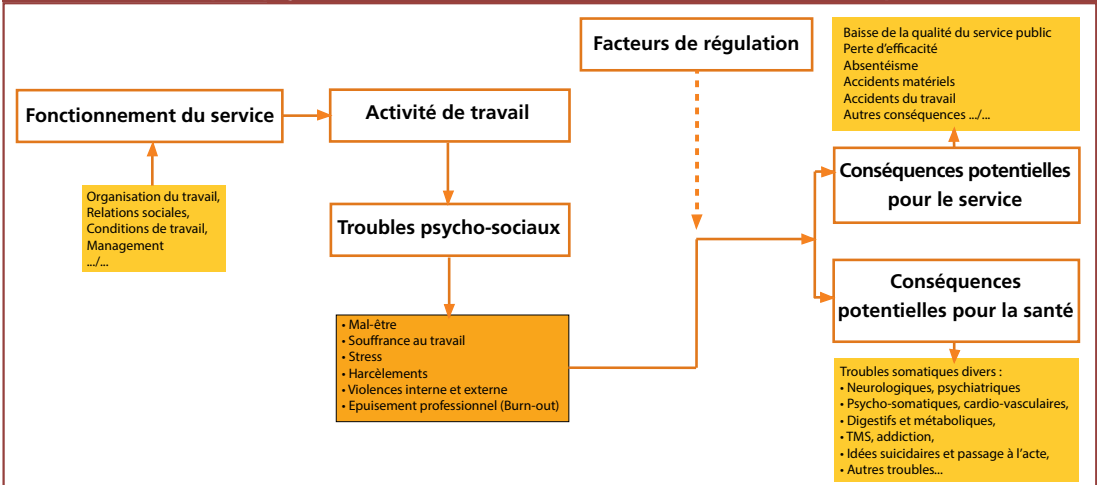 Fonctionnement du service
Organisation du travail,
Relations sociales,
Conditions de travail,
Management
.../...
Activité de travail
Troubles psycho-sociaux
• Mal-être
• Souffrance au travail
• Stress
• Harcèlements
• Violences interne et externe
• Epuisement professionnel (Burn-out)
Facteurs de régulation
Baisse de la qualité du service public
Perte d'efficacité
Absentéisme
Accidents matériels
Accidents du travail
Autres conséquences .../...
Conséquences potentielles
pour le service
Conséquences
potentielles pour la santé
Troubles somatiques divers :
• Neurologiques, psychiatriques
• Psycho-somatiques, cardio-vasculaires,
• Digestifs et métaboliques,
• TMS, addiction,
• Idées suicidaires et passage à l'acte,
• Autres troubles...